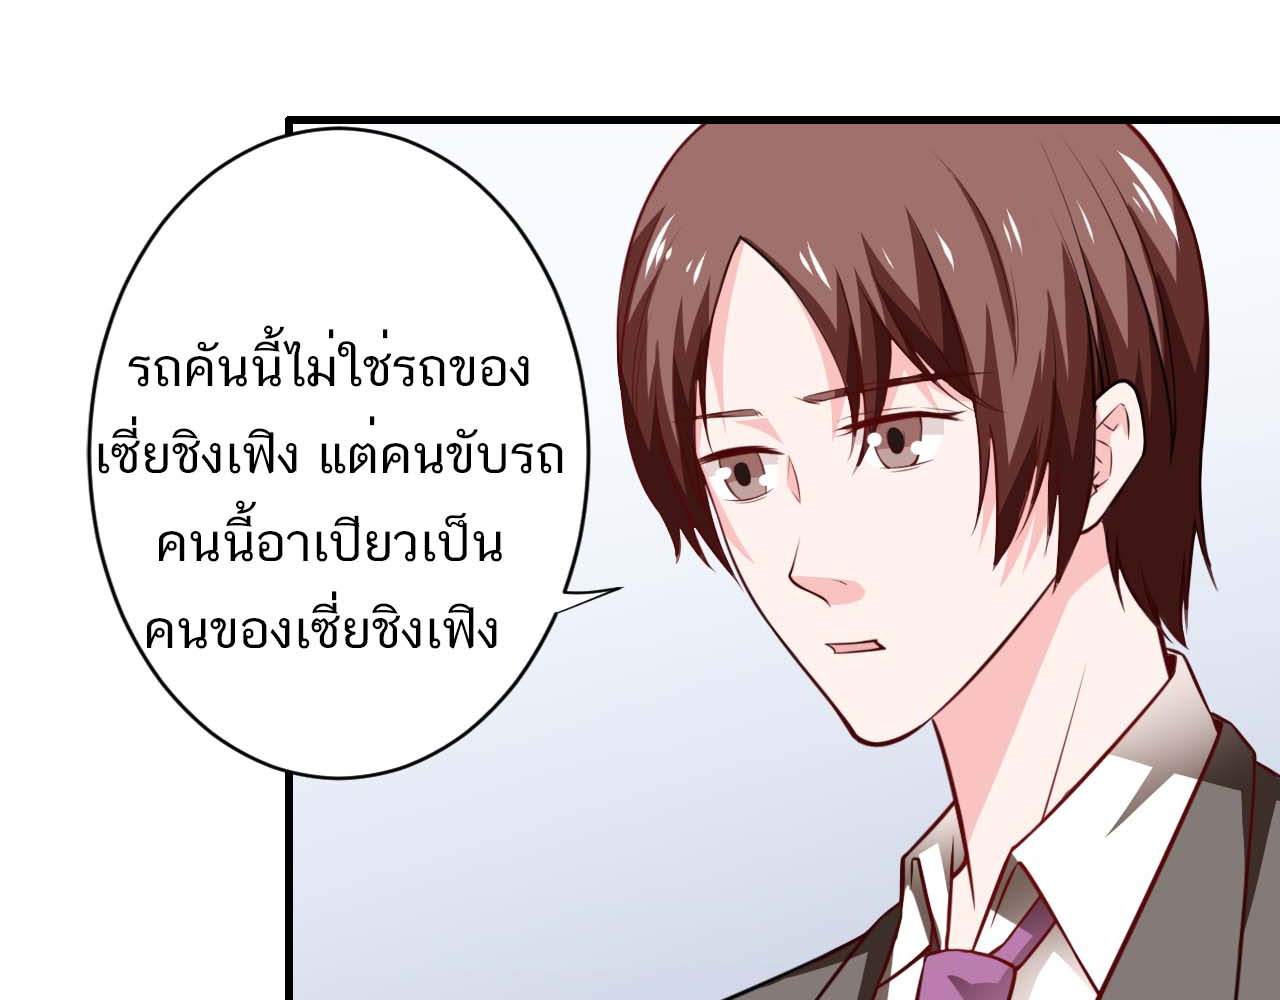 รถคันนี้ไม่ใช่รถของ
เซี่ยชิงเฟิง แต่คนขับรถ
คนนี้อาเปียวเป็น
คนของเซี่ยชิงเฟิง